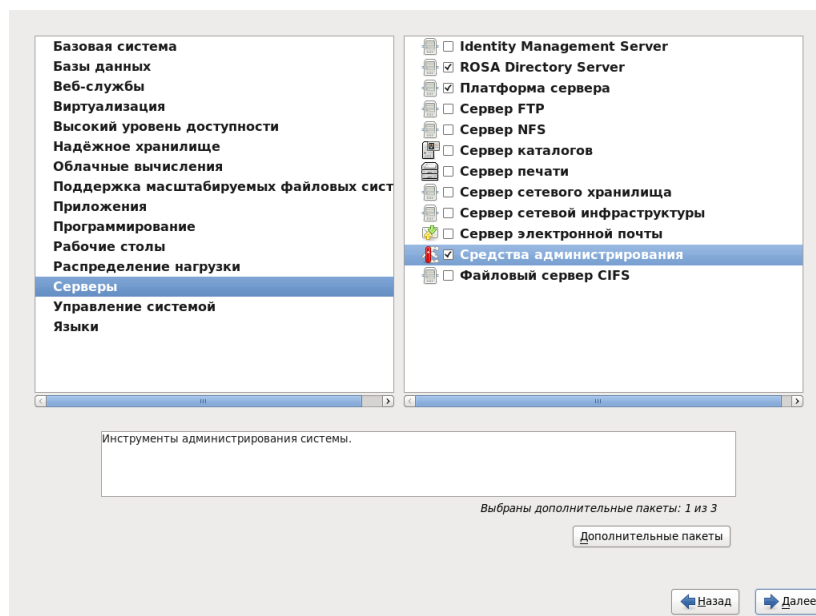 Базовая система
Базы данных
Веб-службы
Виртуализация
Высокий уровень доступности
Надёжное хранилище
Облачные вычисления
Поддержка масштабируемых файловых сист
Приложения
Программирование
Рабочие столы
Распределение нагрузки
Серверы
Управление системой
Языки
Identity Management Server
ROSA Directory Server
Платформа сервера
Сервер FTP
Сервер NFS
Сервер каталогов
Сервер печати
Сервер сетевого хранилища
Сервер сетевой инфраструктуры
Сервер электронной почты
Средства администрирования
Файловый сервер CIFS
Инструменты администрирования системы.
Выбраны дополнительные пакеты: 1 из 3
Дополнительные пакеты
Назад
Далее